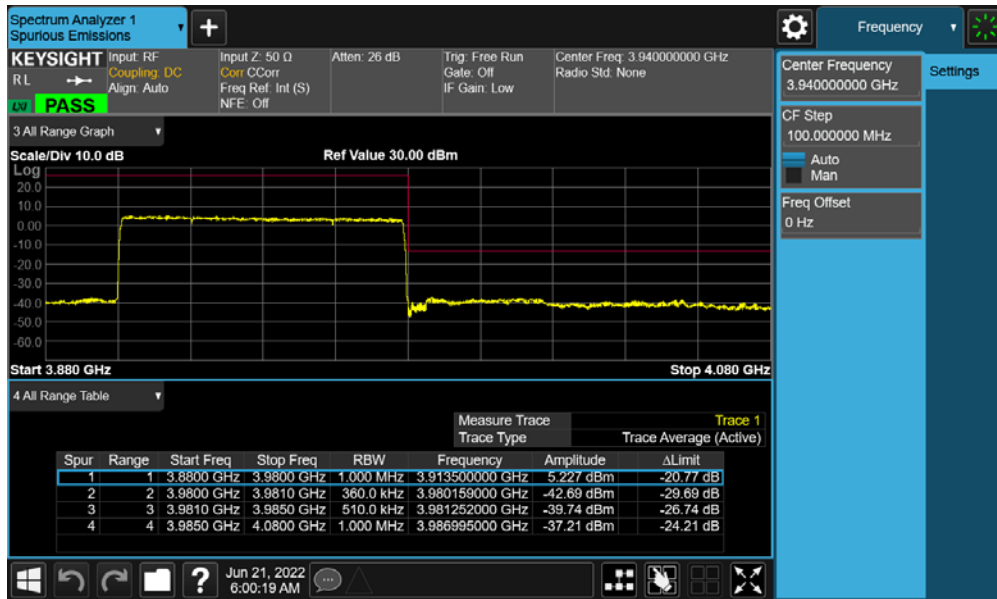 Spectrum Analyzer 1
Spurious Emissions
+
Frequency
KEYSIGHT
R L
LXI PASS
Input: RF
Coupling: DC
Align: Auto
Input Z: 50 Ω
Corr CCorr
Freq Ref: Int (S)
NFE: Off
Atten: 26 dB
Trig: Free Run
Gate: Off
IF Gain: Low
Center Freq: 3.940000000 GHz
Radio Std: None
Center Frequency
3.940000000 GHz
Settings
CF Step
100.000000 MHz
Auto
Man
Freq Offset
0 Hz
3 All Range Graph
Scale/Div 10.0 dB
Ref Value 30.00 dBm
Log
20.0
10.0
0.00
-10.0
-20.0
-30.0
-40.0
-50.0
-60.0
Start 3.880 GHz
Stop 4.080 GHz
4 All Range Table
Measure Trace Trace 1
Trace Type Trace Average (Active)
Spur Range Start Freq Stop Freq RBW Frequency Amplitude ΔLimit
1 1 3.8800 GHz 3.9800 GHz 1.000 MHz 3.913500000 GHz 5.227 dBm -20.77 dB
2 2 3.9800 GHz 3.9810 GHz 360.0 kHz 3.980159000 GHz -42.69 dBm -29.69 dB
3 3 3.9810 GHz 3.9850 GHz 510.0 kHz 3.981252000 GHz -39.74 dBm -26.74 dB
4 4 3.9850 GHz 4.0800 GHz 1.000 MHz 3.986995000 GHz -37.21 dBm -24.21 dB
?
Jun 21, 2022
6:00:19 AM